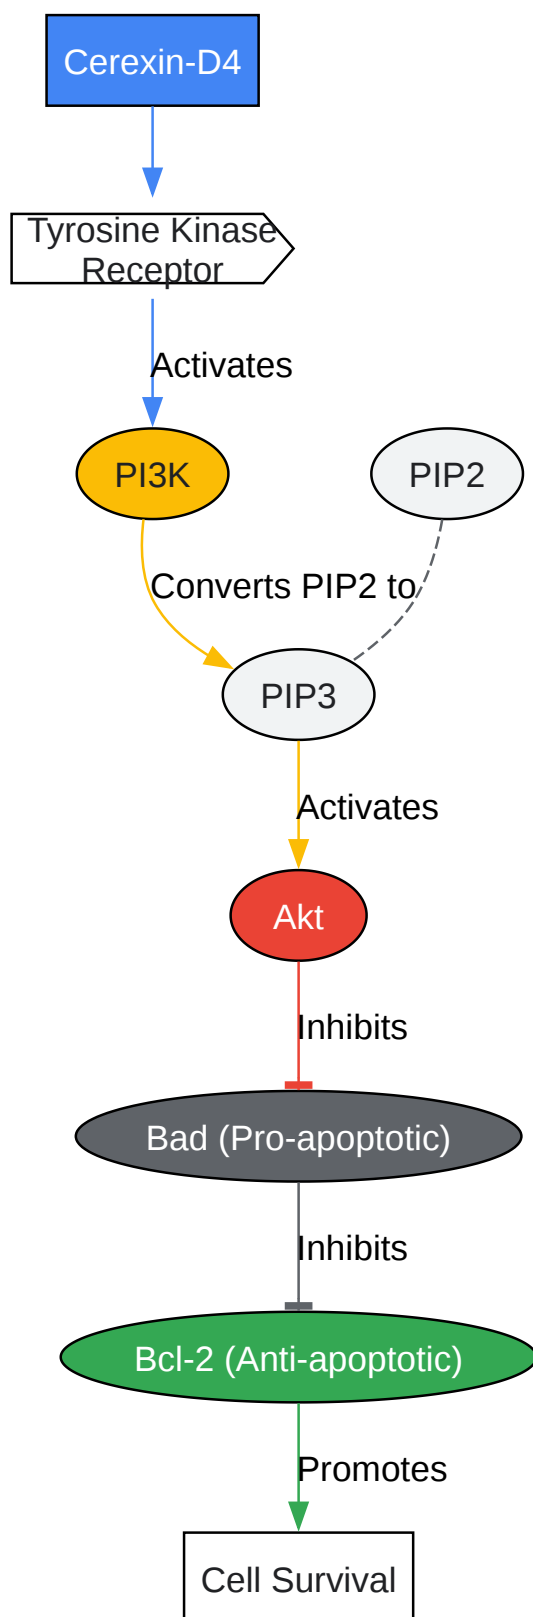 Cerexin-D4
Tyrosine Kinase
Receptor
Activates
PI3K
PIP2
Converts PIP2 to
PIP3
Activates
Akt
Inhibits
Bad (Pro-apoptotic)
Inhibits
Bcl-2 (Anti-apoptotic)
Promotes
Cell Survival